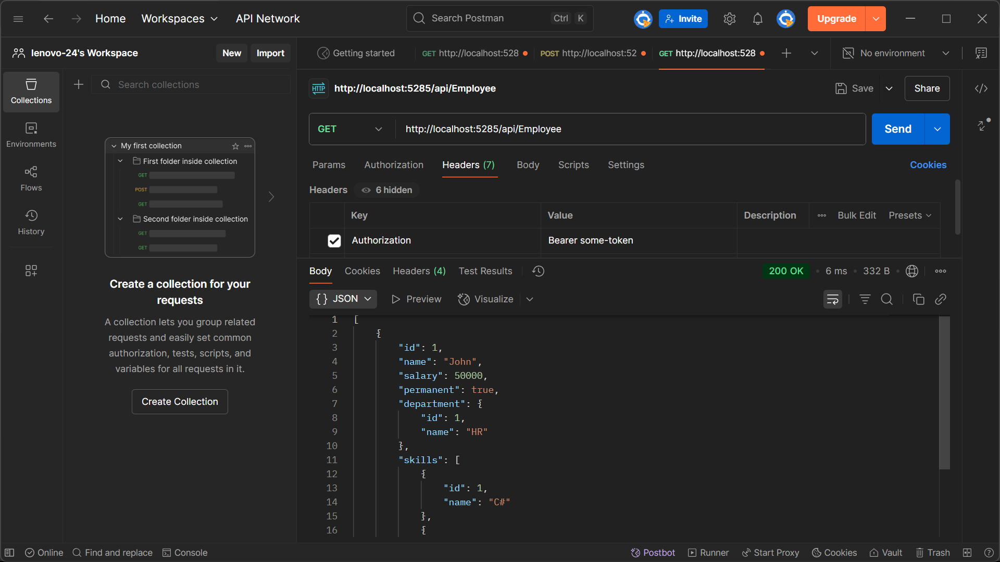 Home Workspaces API Network Search Postman Ctrl K Invite Upgrade
lenovo-24's Workspace New Import Getting started GET http://localhost:528 POST http://localhost:52 GET http://localhost:528 No environment
Collections
Environments
Flows
History
Search collections
My first collection
First folder inside collection
GET
POST
GET
Second folder inside collection
GET
GET
Create a collection for your
requests
A collection lets you group related
requests and easily set common
authorization, tests, scripts, and
variables for all requests in it.
Create Collection
HTTP http://localhost:5285/api/Employee Save Share
GET http://localhost:5285/api/Employee Send
Params Authorization Headers (7) Body Scripts Settings Cookies
Headers 6 hidden
Key Value Description Bulk Edit Presets
Authorization Bearer some-token
Body Cookies Headers (4) Test Results 200 OK 6 ms 332 B
{} JSON Preview Visualize
1 [
2 {
3 "id": 1,
4 "name": "John",
5 "salary": 50000,
6 "permanent": true,
7 "department": {
8 "id": 1,
9 "name": "HR"
10 },
11 "skills": [
12 {
13 "id": 1,
14 "name": "C#"
15 },
16 {
Online Find and replace Console Postbot Runner Start Proxy Cookies Vault Trash